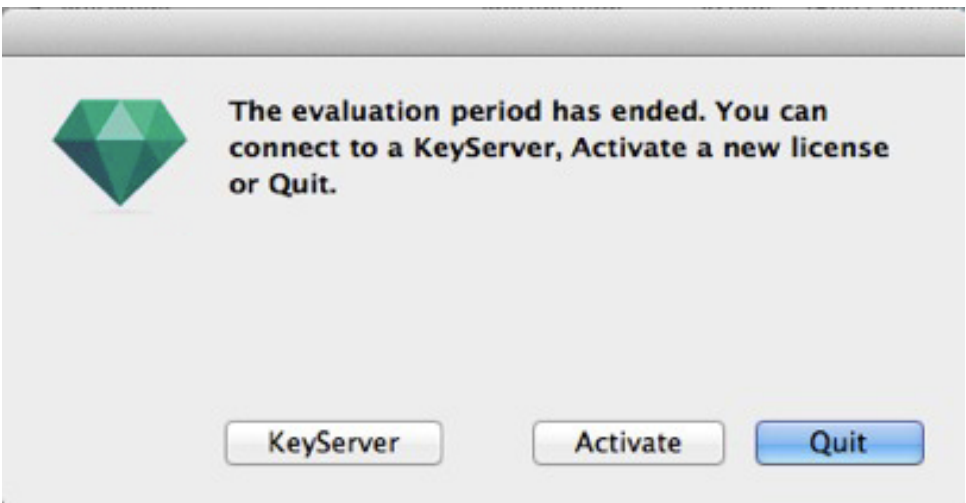 The evaluation period has ended. You can
connect to a KeyServer, Activate a new license
or Quit.
KeyServer
Activate
Quit